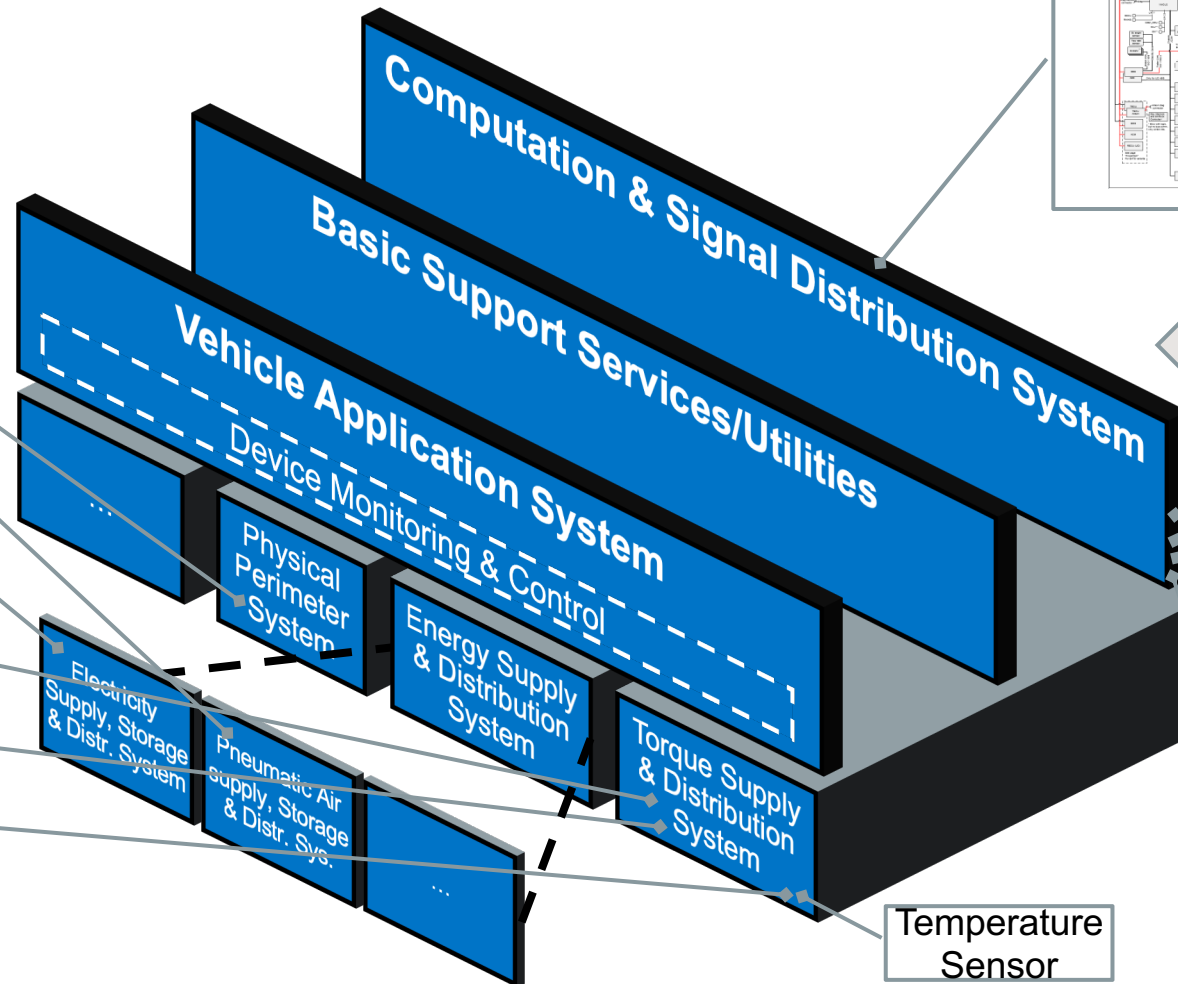 Computation & Signal Distribution System
Basic Support Services/Utilities
Vehicle Application System
Device Monitoring & Control
...
Physical
Perimeter
System
Energy Supply
& Distribution
System
Torque Supply
& Distribution
System
Electricity
Supply, Storage
& Distr. System
Pneumatic Air
supply, Storage
& Distr. Sys.
...
Temperature
Sensor